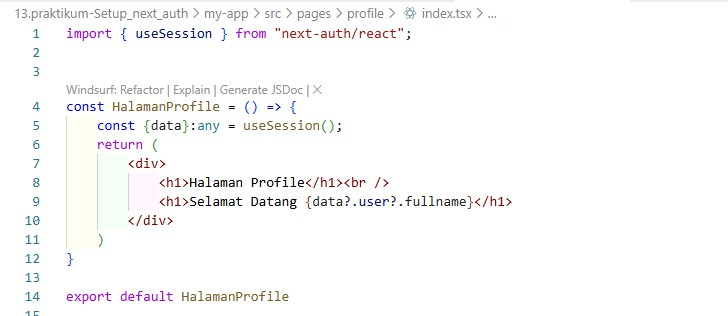 13.praktikum-Setup_next_auth > my-app > src > pages > profile > index.tsx > ...
1 import { useSession } from "next-auth/react";
2
3
Windsurf: Refactor | Explain | Generate JSDoc | ×
4 const HalamanProfile = () => {
5     const {data}:any = useSession();
6     return (
7         <div>
8             <h1>Halaman Profile</h1><br />
9             <h1>Selamat Datang {data?.user?.fullname}</h1>
10         </div>
11     )
12 }
13
14 export default HalamanProfile
15